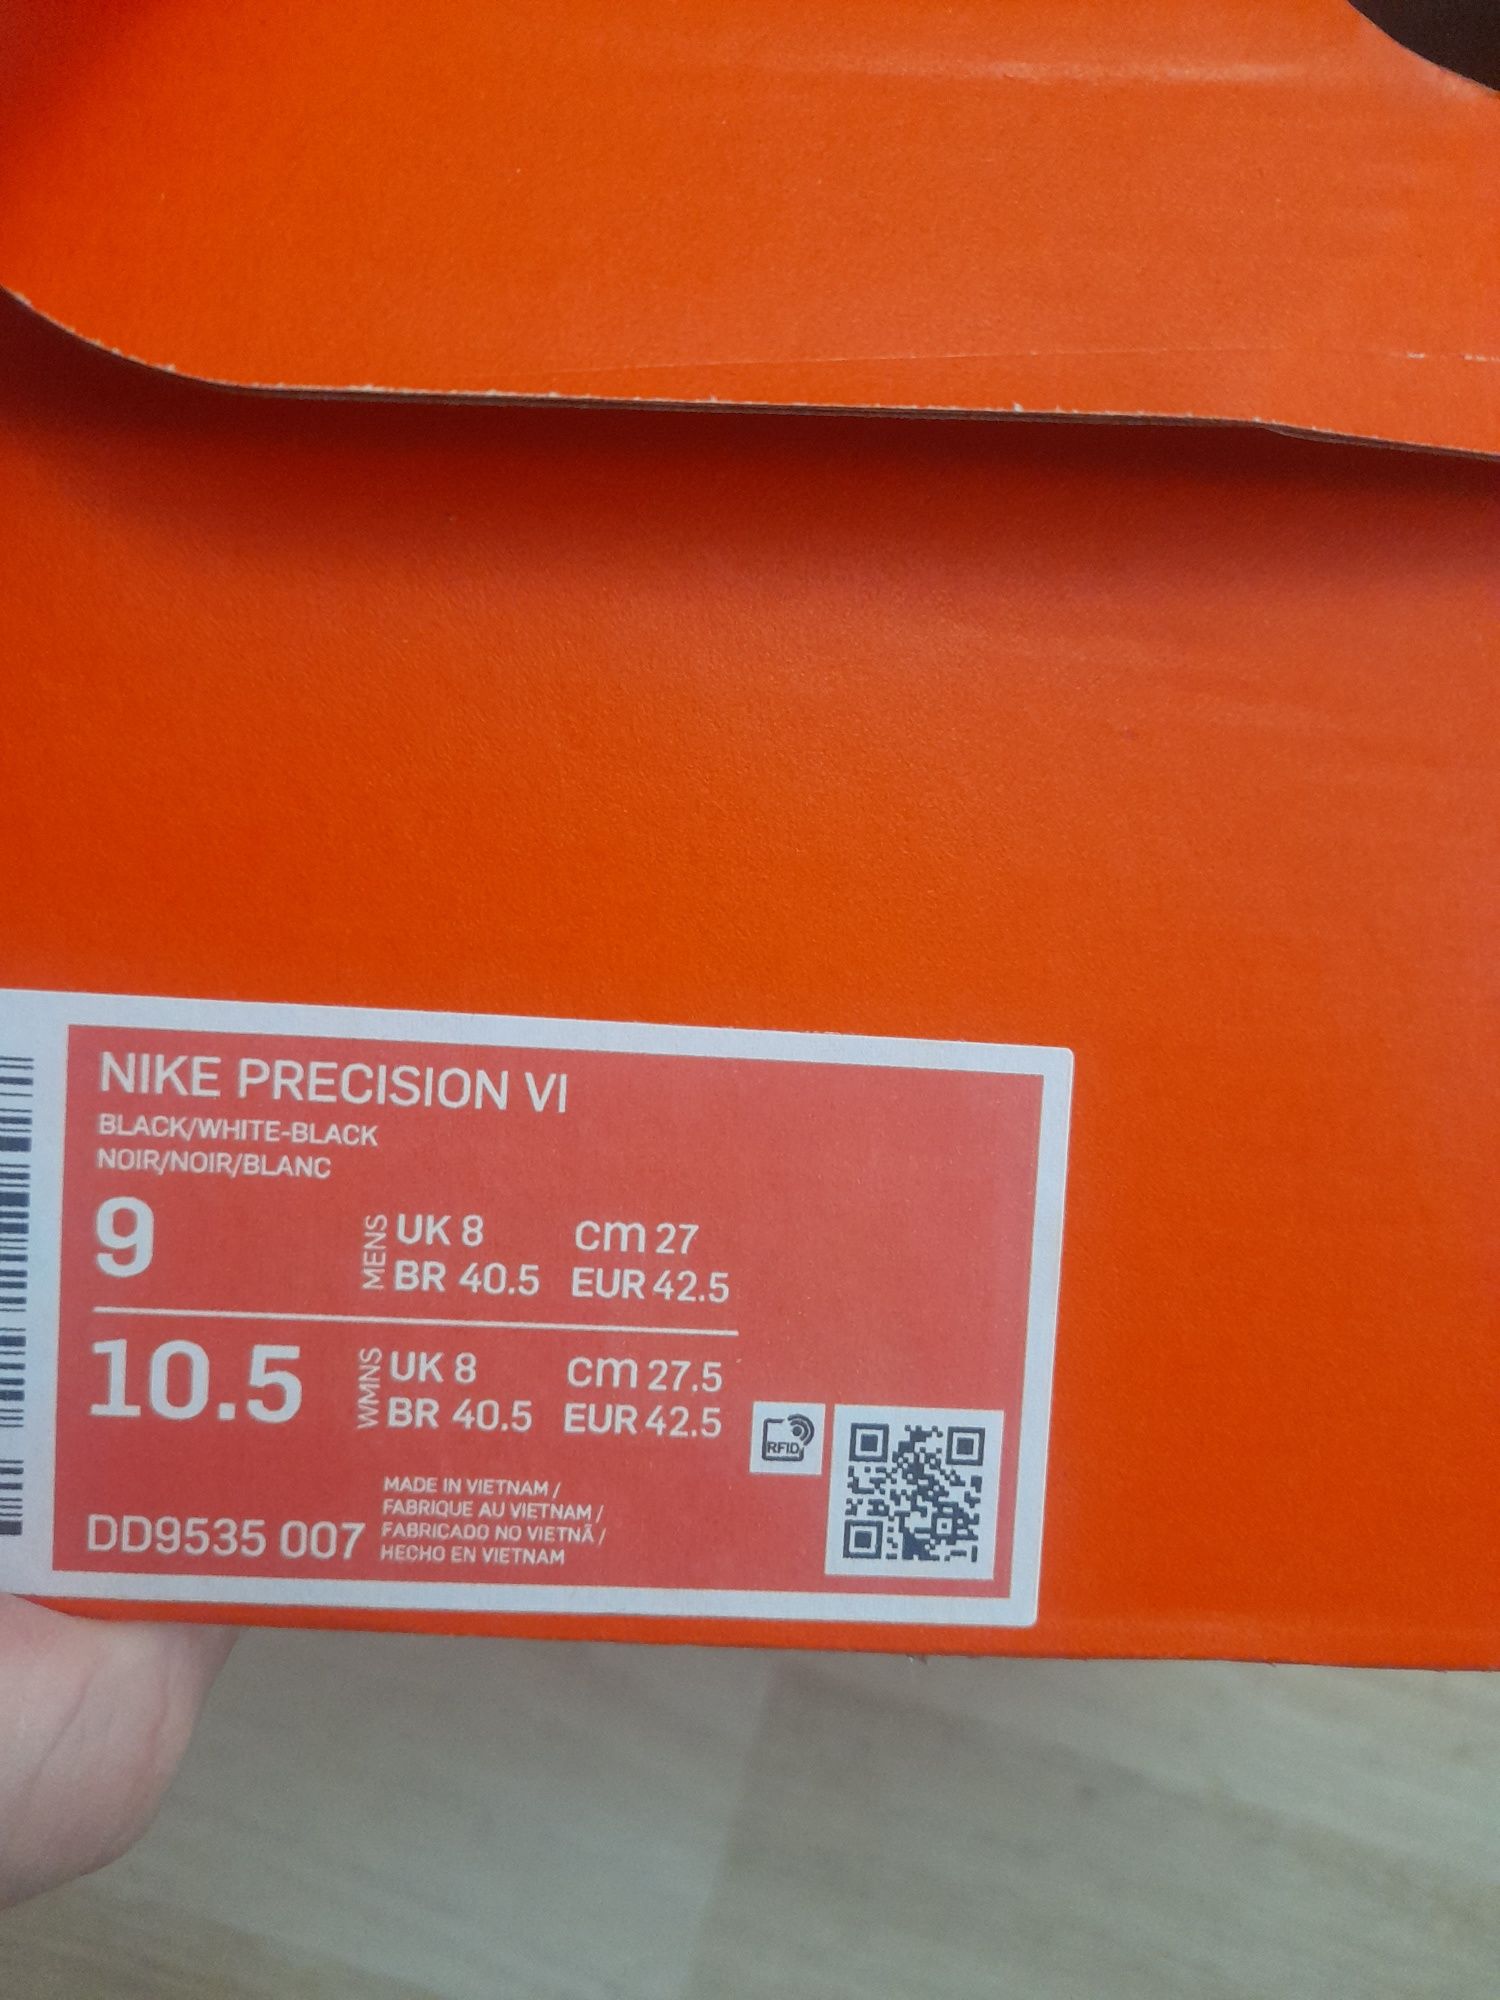 NIKE PRECISION VI
BLACK/WHITE-BLACK
NOIR/NOIR/BLANC
9
MENS
UK 8 cm 27
BR 40.5 EUR 42.5
10.5
WMNS
UK 8 cm 27.5
BR 40.5 EUR 42.5
RFID
MADE IN VIETNAM /
FABRIQUE AU VIETNAM /
FABRICADO NO VIETNÃ /
HECHO EN VIETNAM
DD9535 007